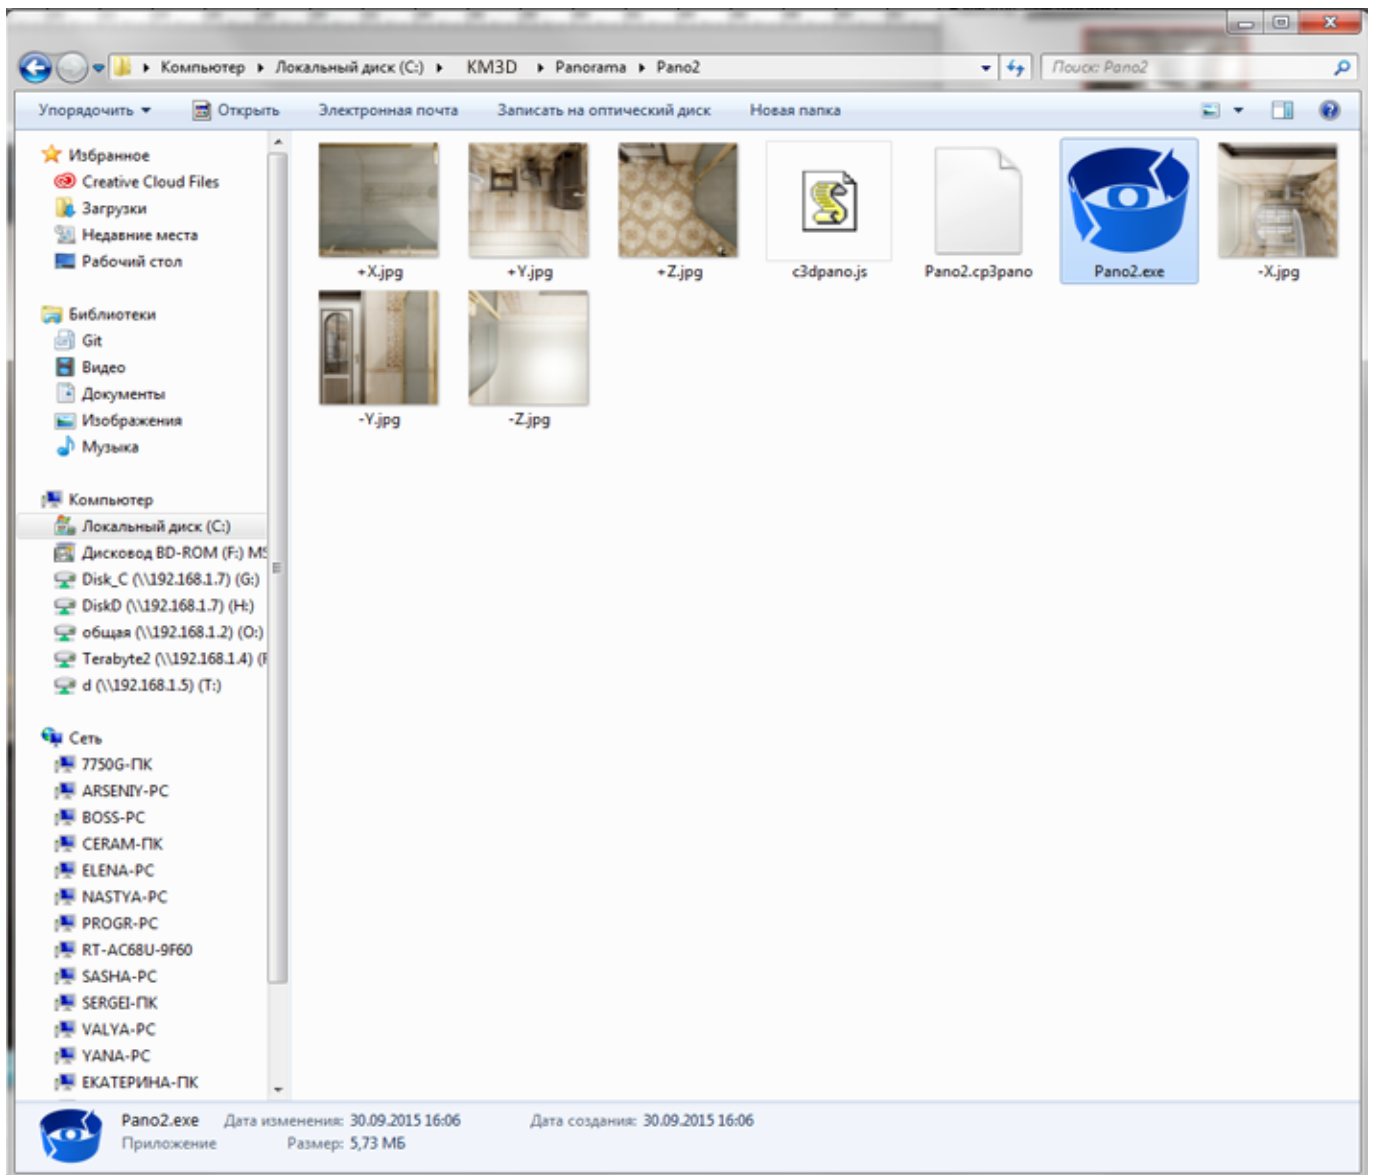 Компьютер Локальный диск (C:) KM3D Panorama Pano2 Поиск: Pano2
Упорядочить Открыть Электронная почта Записать на оптический диск Новая папка
Избранное
Creative Cloud Files
Загрузки
Недавние места
Рабочий стол
Библиотеки
Git
Видео
Документы
Изображения
Музыка
Компьютер
Локальный диск (C:)
Дисковод BD-ROM (F:) MS
Disk_C (\\192.168.1.7) (G:)
DiskD (\\192.168.1.7) (H:)
общая (\\192.168.1.2) (O:)
Terabyte2 (\\192.168.1.4) (
d (\\192.168.1.5) (T:)
Сеть
7750G-ПК
ARSENIY-PC
BOSS-PC
CERAM-ПК
ELENA-PC
NASTYA-PC
PROGR-PC
RT-AC68U-9F60
SASHA-PC
SERGEI-ПК
VALYA-PC
YANA-PC
ЕКАТЕРИНА-ПК
+X.jpg +Y.jpg +Z.jpg c3dpano.js Pano2.cp3pano Pano2.exe -X.jpg
-Y.jpg -Z.jpg
Pano2.exe Дата изменения: 30.09.2015 16:06 Дата создания: 30.09.2015 16:06
Приложение Размер: 5,73 МБ